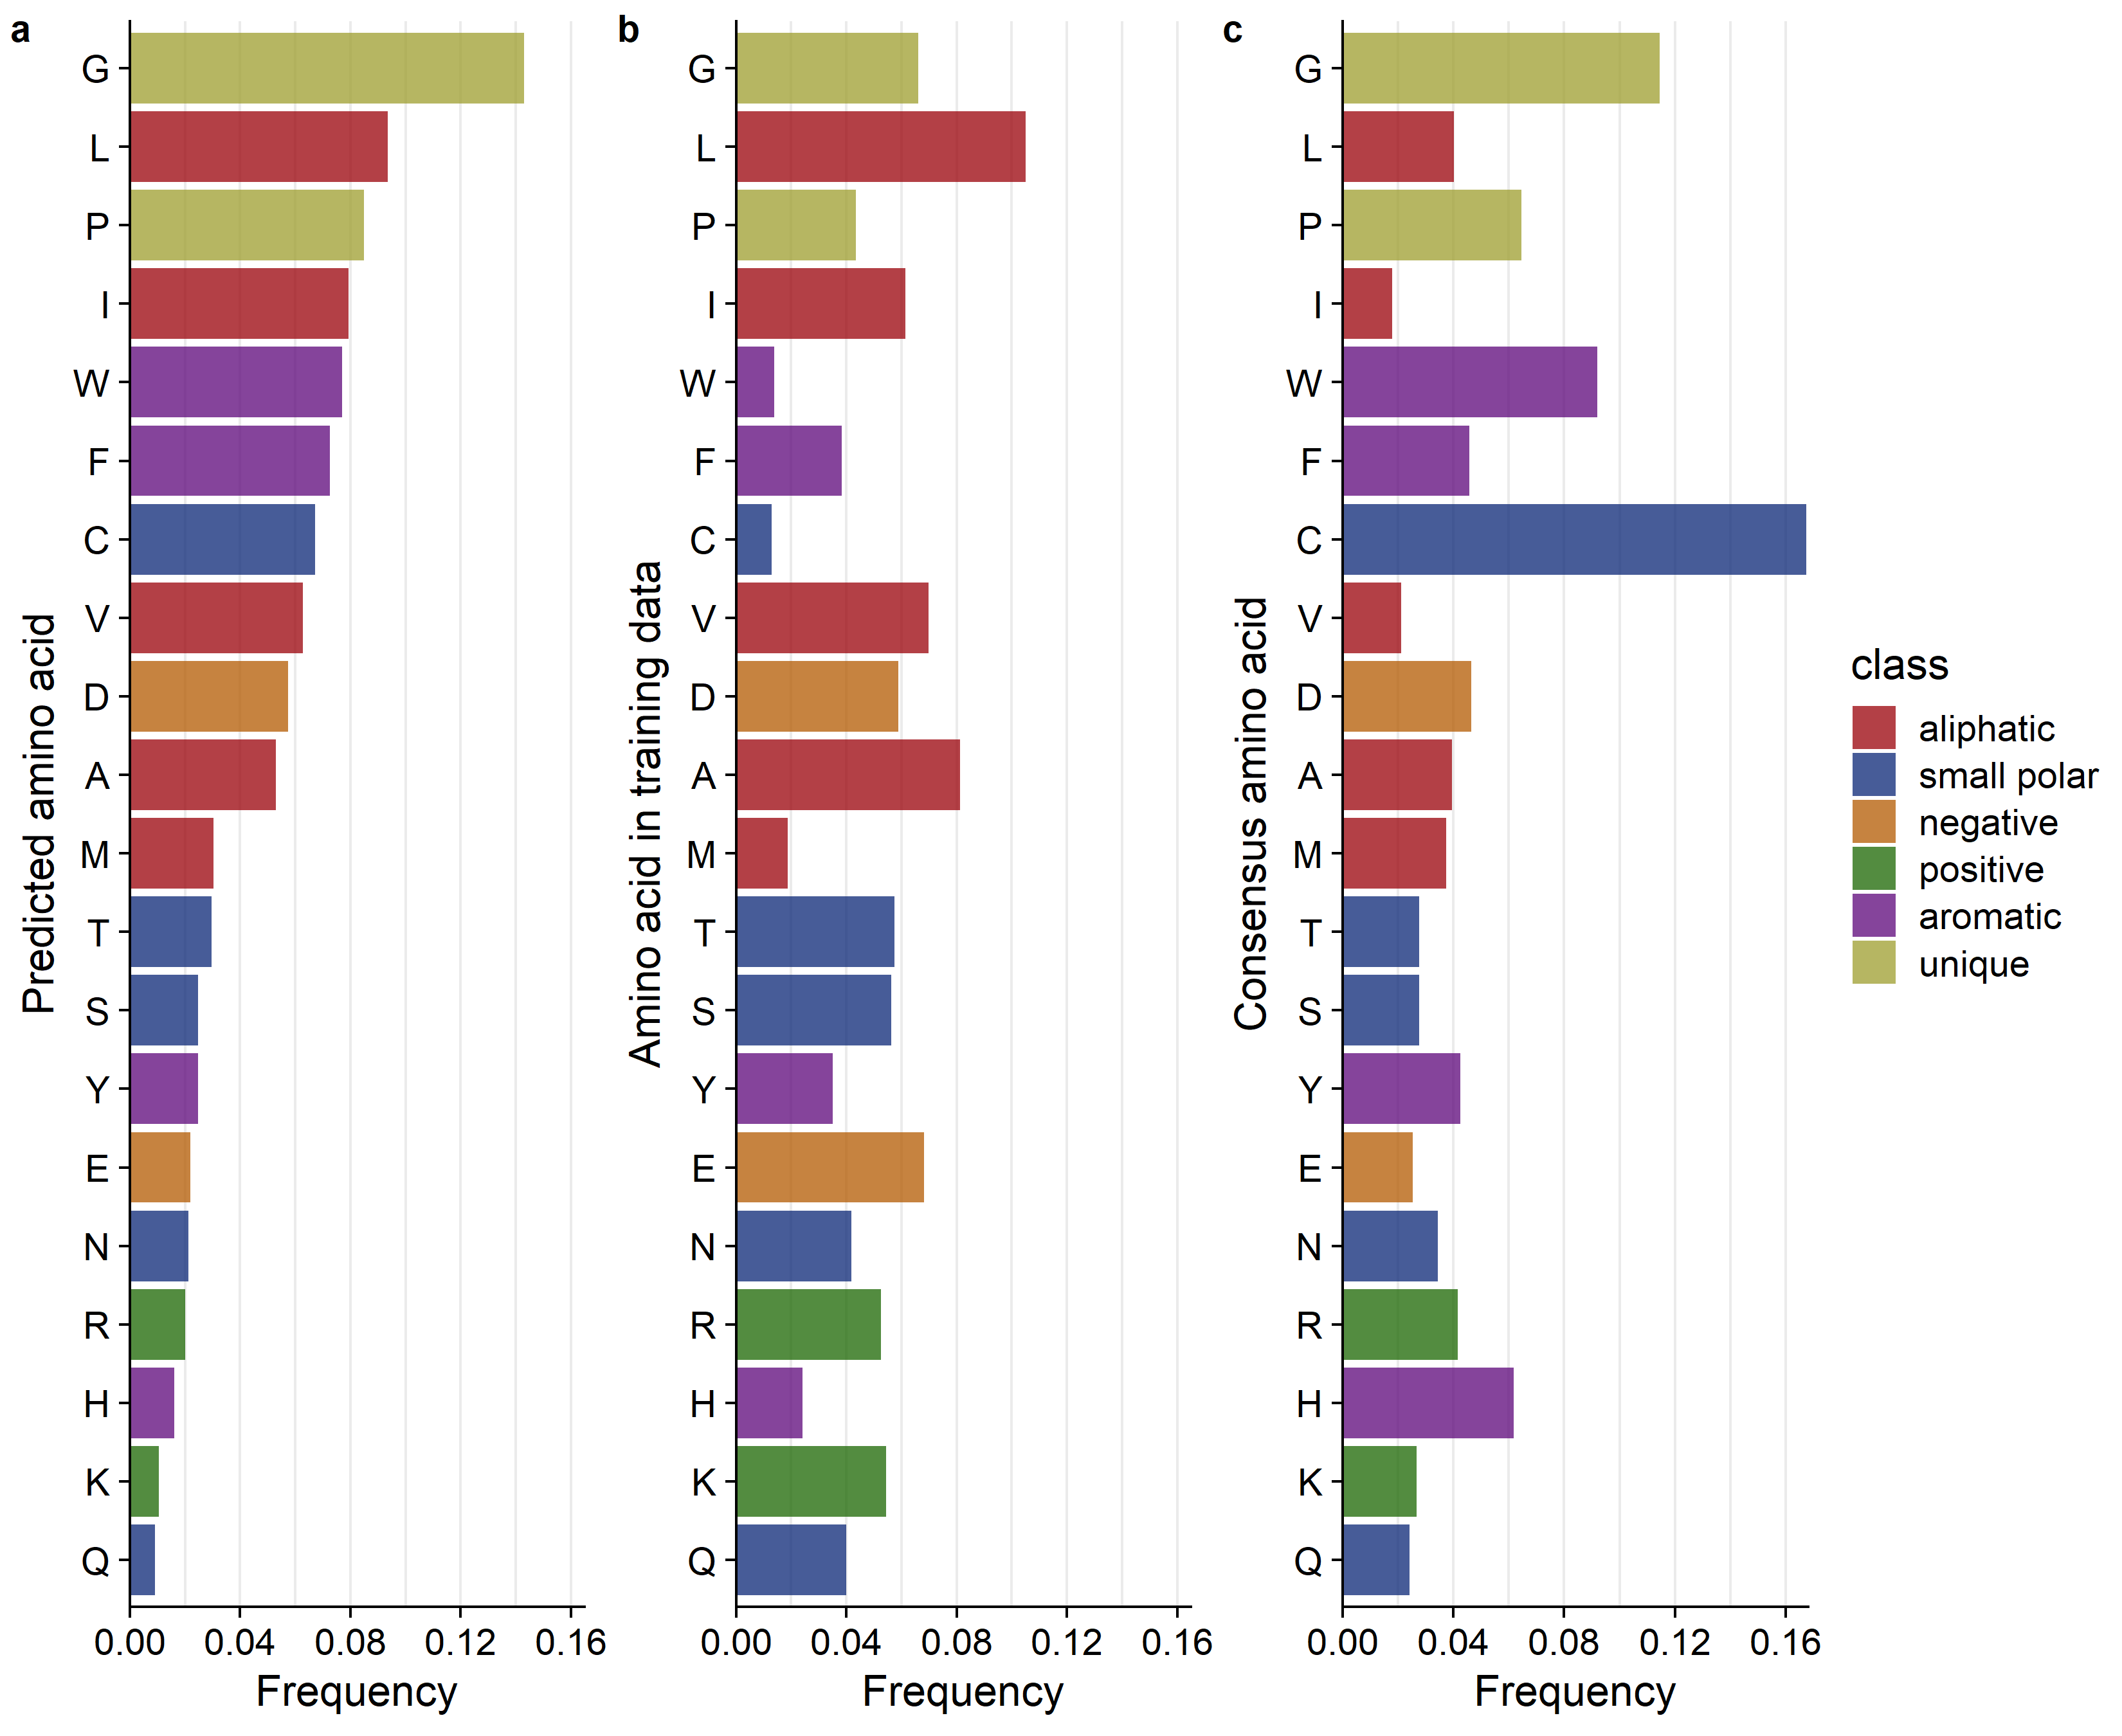 a
Predicted amino acid
G
L
P
I
W
F
C
V
D
A
M
T
S
Y
E
N
R
H
K
Q
0.00 0.04 0.08 0.12 0.16
Frequency
b
Amino acid in training data
G
L
P
I
W
F
C
V
D
A
M
T
S
Y
E
N
R
H
K
Q
0.00 0.04 0.08 0.12 0.16
Frequency
c
Consensus amino acid
G
L
P
I
W
F
C
V
D
A
M
T
S
Y
E
N
R
H
K
Q
0.00 0.04 0.08 0.12 0.16
Frequency
class
aliphatic
small polar
negative
positive
aromatic
unique